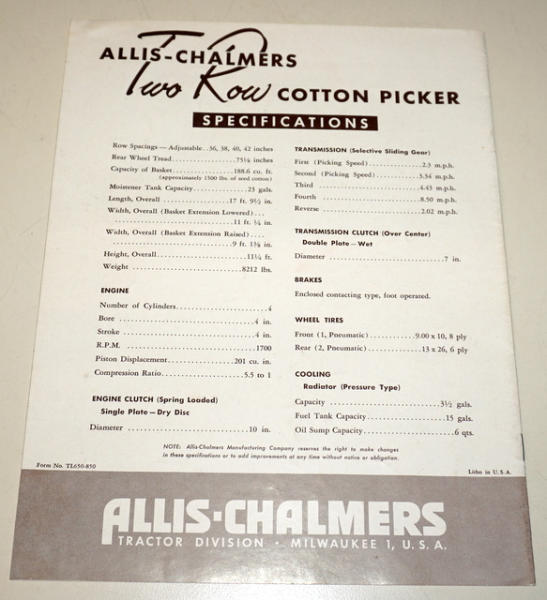 ALLIS-CHALMERS
Two Row COTTON PICKER
SPECIFICATIONS
Row Spacings—Adjustable..36, 38, 40, 42 inches
Rear Wheel Tread........................75¼ inches
Capacity of Basket......................188.6 cu. ft.
(approximately 1500 lbs. of seed cotton)
Moistener Tank Capacity................23 gals.
Length, Overall ..................17 ft. 9½ in.
Width, Overall (Basket Extension Lowered)....
..............................11 ft. ¼ in.
Width, Overall (Basket Extension Raised)....
..............................9 ft. 1⅜ in.
Height, Overall..........................11¼ ft.
Weight ..............................8212 lbs.
ENGINE
Number of Cylinders........................4
Bore ..................................4 in.
Stroke ................................4 in.
R.P.M. ................................1700
Piston Displacement....................201 cu. in.
Compression Ratio......................5.5 to 1
ENGINE CLUTCH (Spring Loaded)
Single Plate—Dry Disc
Diameter ..............................10 in.
TRANSMISSION (Selective Sliding Gear)
First (Picking Speed)....................2.3 m.p.h.
Second (Picking Speed)..................3.34 m.p.h.
Third ..................................4.43 m.p.h.
Fourth ................................8.50 m.p.h.
Reverse ................................2.02 m.p.h.
TRANSMISSION CLUTCH (Over Center)
Double Plate—Wet
Diameter ..............................7 in.
BRAKES
Enclosed contacting type, foot operated.
WHEEL TIRES
Front (1, Pneumatic)..............9.00 x 10, 8 ply
Rear (2, Pneumatic)................13 x 26, 6 ply
COOLING
Radiator (Pressure Type)
Capacity ..............................3½ gals.
Fuel Tank Capacity......................15 gals.
Oil Sump Capacity........................6 qts.
NOTE: Allis-Chalmers Manufacturing Company reserves the right to make changes
in these specifications or to add improvements at any time without notice or obligation.
Form No. TL650-850
Litho in U.S.A.
ALLIS-CHALMERS
TRACTOR DIVISION · MILWAUKEE 1, U.S.A.